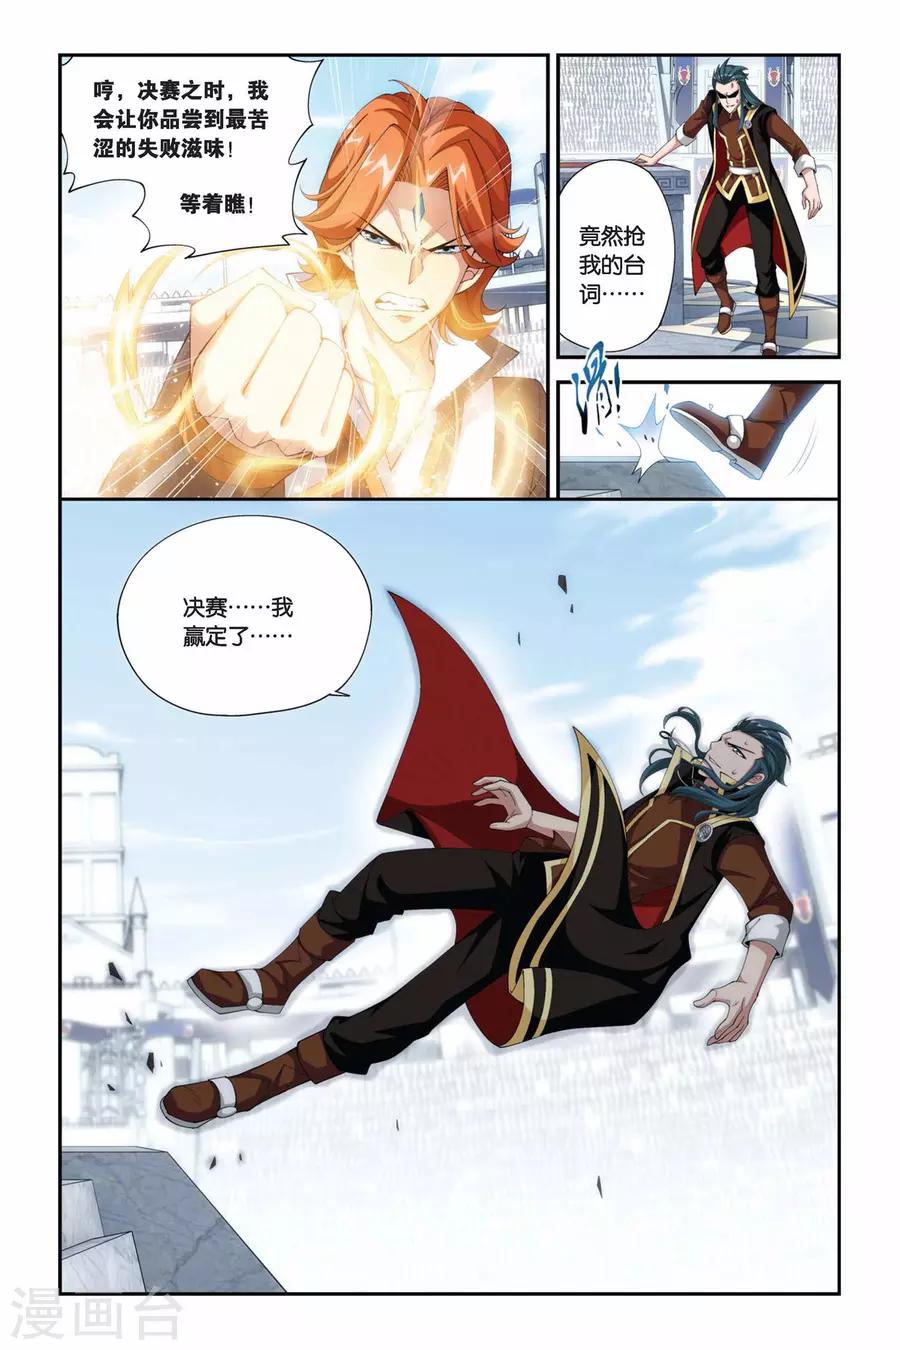 哼，决赛之时，我
会让你品尝到最苦
涩的失败滋味！
等着瞧！
竟然抢
我的台
词……
滑！
决赛……我
赢定了……
漫画台